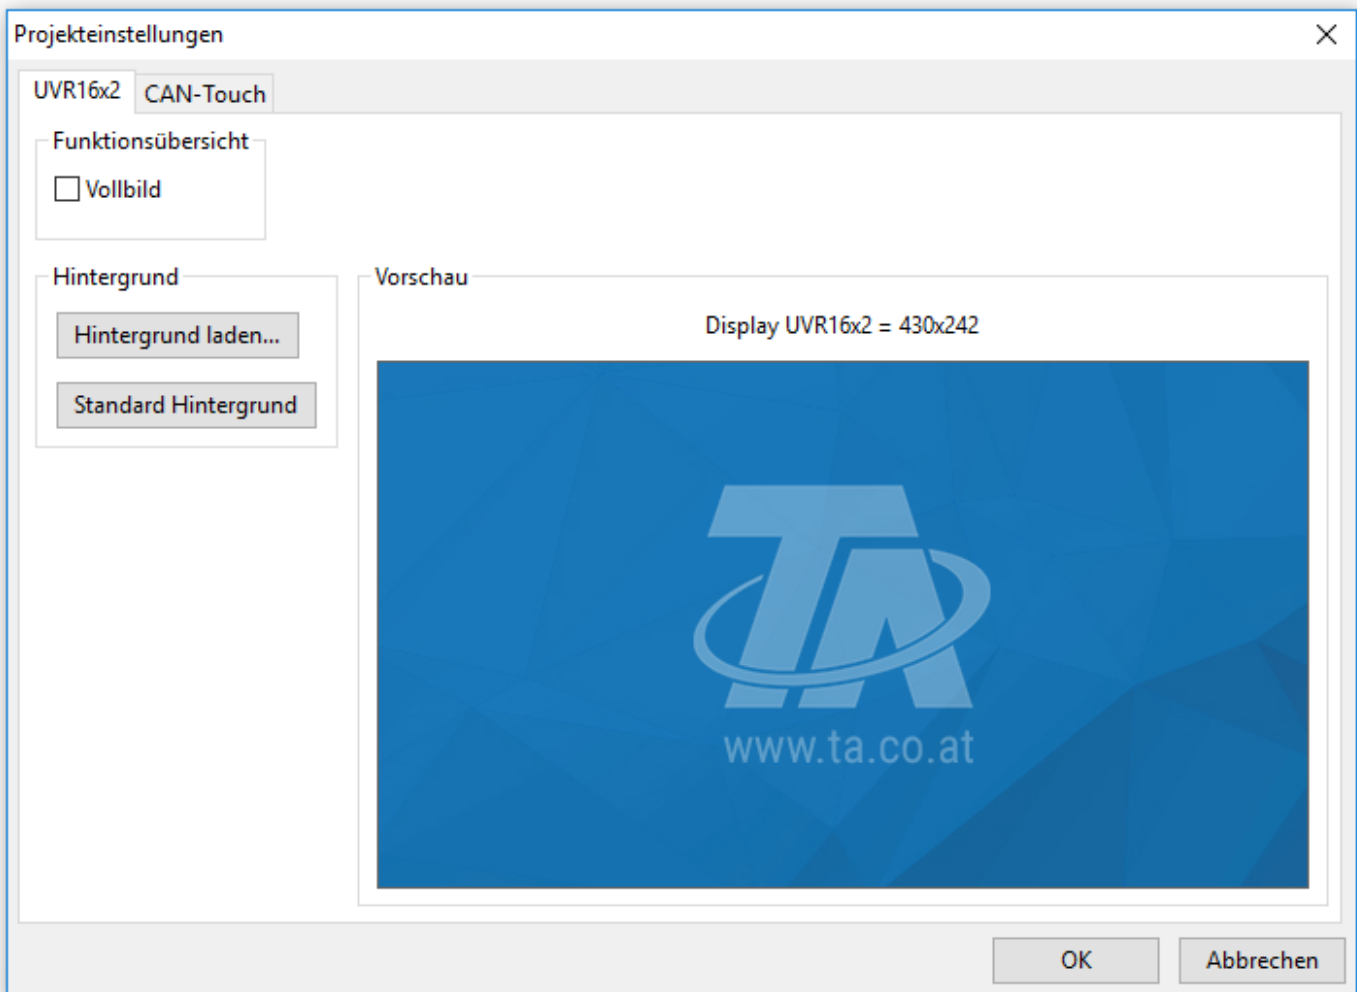 Projekteinstellungen
UVR16x2 CAN-Touch
Funktionsübersicht
Vollbild
Hintergrund
Hintergrund laden...
Standard Hintergrund
Vorschau
Display UVR16x2 = 430x242
TA
www.ta.co.at
OK Abbrechen